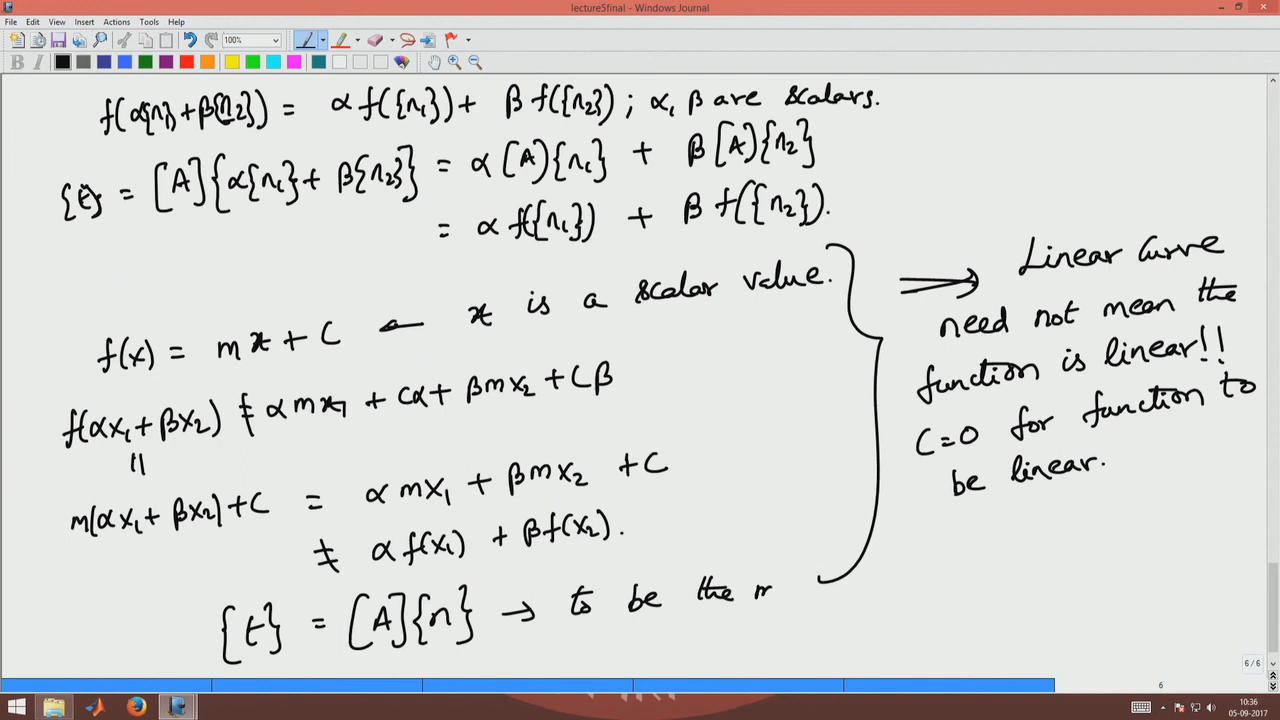 lecture5final - Windows Journal
File Edit View Insert Actions Tools Help
100%
f(α{n1}+β{n2}) = α f({n1}) + β f({n2}) ; α, β are scalars.
{t} = [A]{α{n1}+ β{n2}} = α [A]{n1} + β [A]{n2}
= α f({n1}) + β f({n2}).
f(x) = mx + C ← x is a scalar value.
f(αx1 + βx2) ≠ αmx1 + Cα + βmx2 + Cβ
||
m(αx1 + βx2) + C = αmx1 + βmx2 + C
≠ αf(x1) + βf(x2).
{t} = [A]{n} → to be the
⇒ Linear Curve
need not mean the
function is linear!!
C=0 for function to
be linear.
6/6
6
10:36
05-09-2017